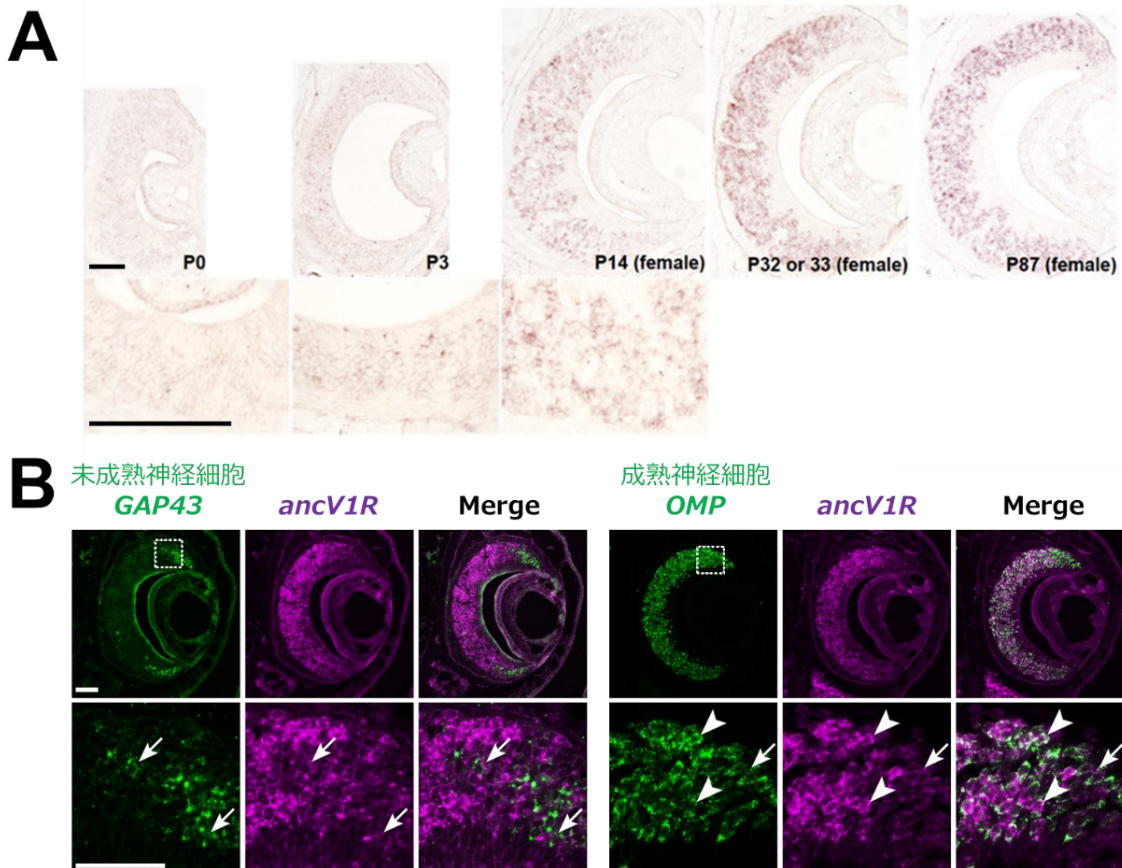 A
P0
P3
P14 (female)
P32 or 33 (female)
P87 (female)
B
未成熟神経細胞
成熟神経細胞
GAP43 ancV1R Merge OMP ancV1R Merge